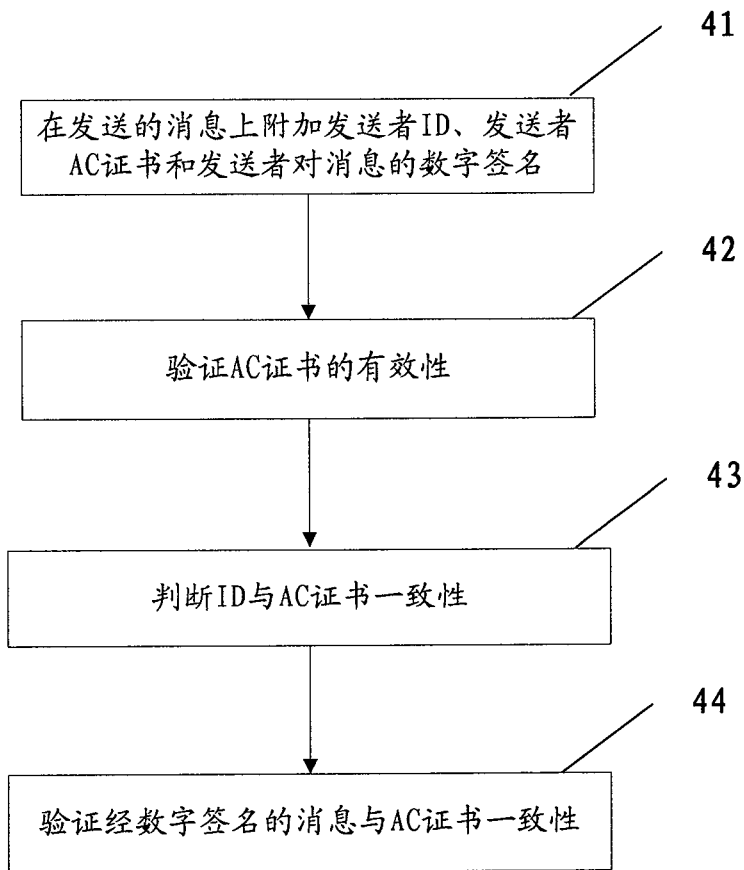 41
在发送的消息上附加发送者ID、发送者
AC证书和发送者对消息的数字签名
42
验证AC证书的有效性
43
判断ID与AC证书一致性
44
验证经数字签名的消息与AC证书一致性